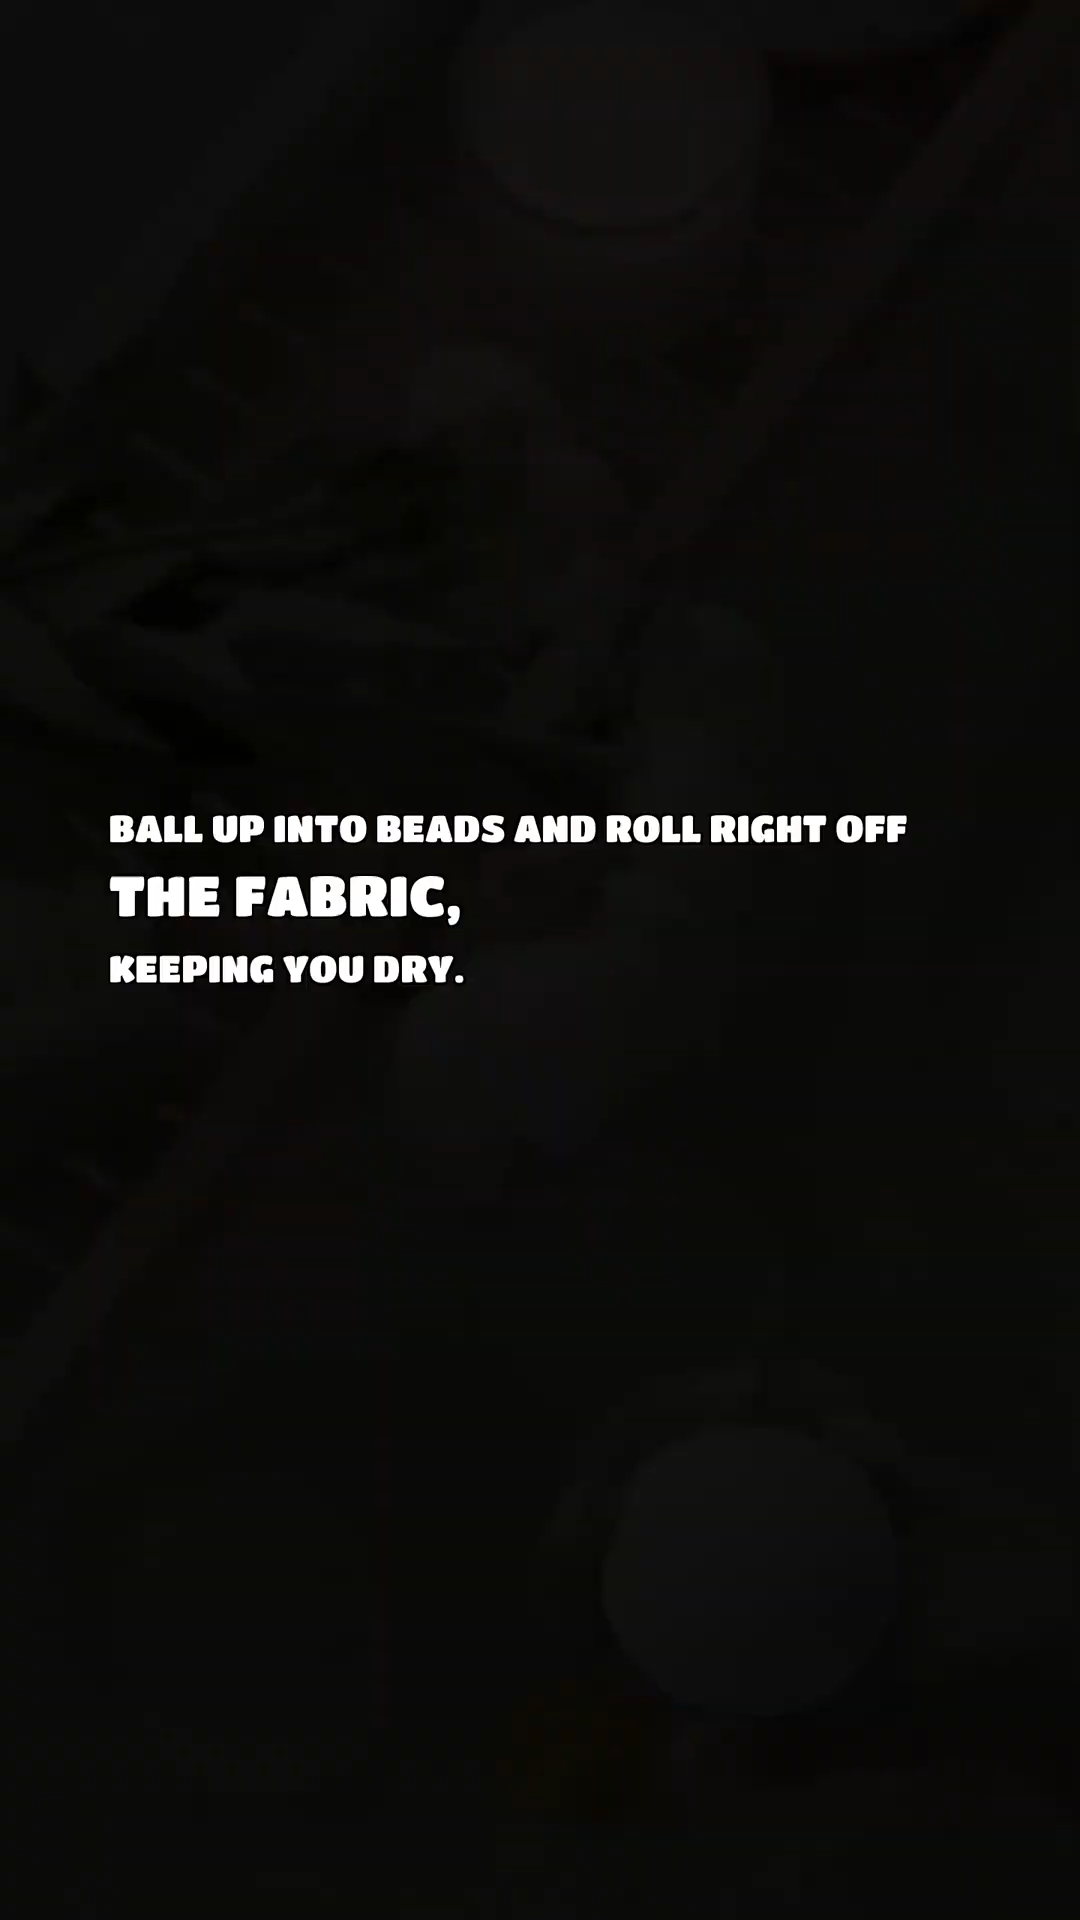 BALL UP INTO BEADS AND ROLL RIGHT OFF
THE FABRIC,
KEEPING YOU DRY.